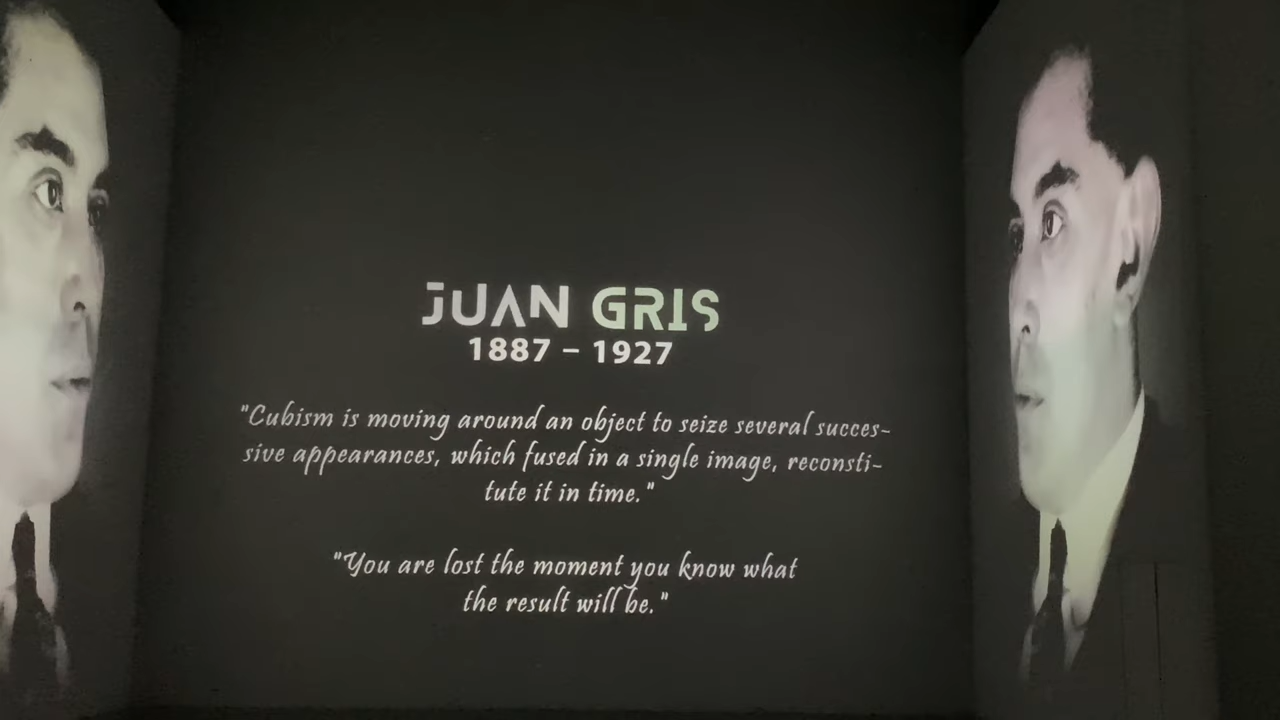 JUAN GRIS
1887 – 1927
"Cubism is moving around an object to seize several succes-
sive appearances, which fused in a single image, reconsti-
tute it in time."
"You are lost the moment you know what
the result will be."